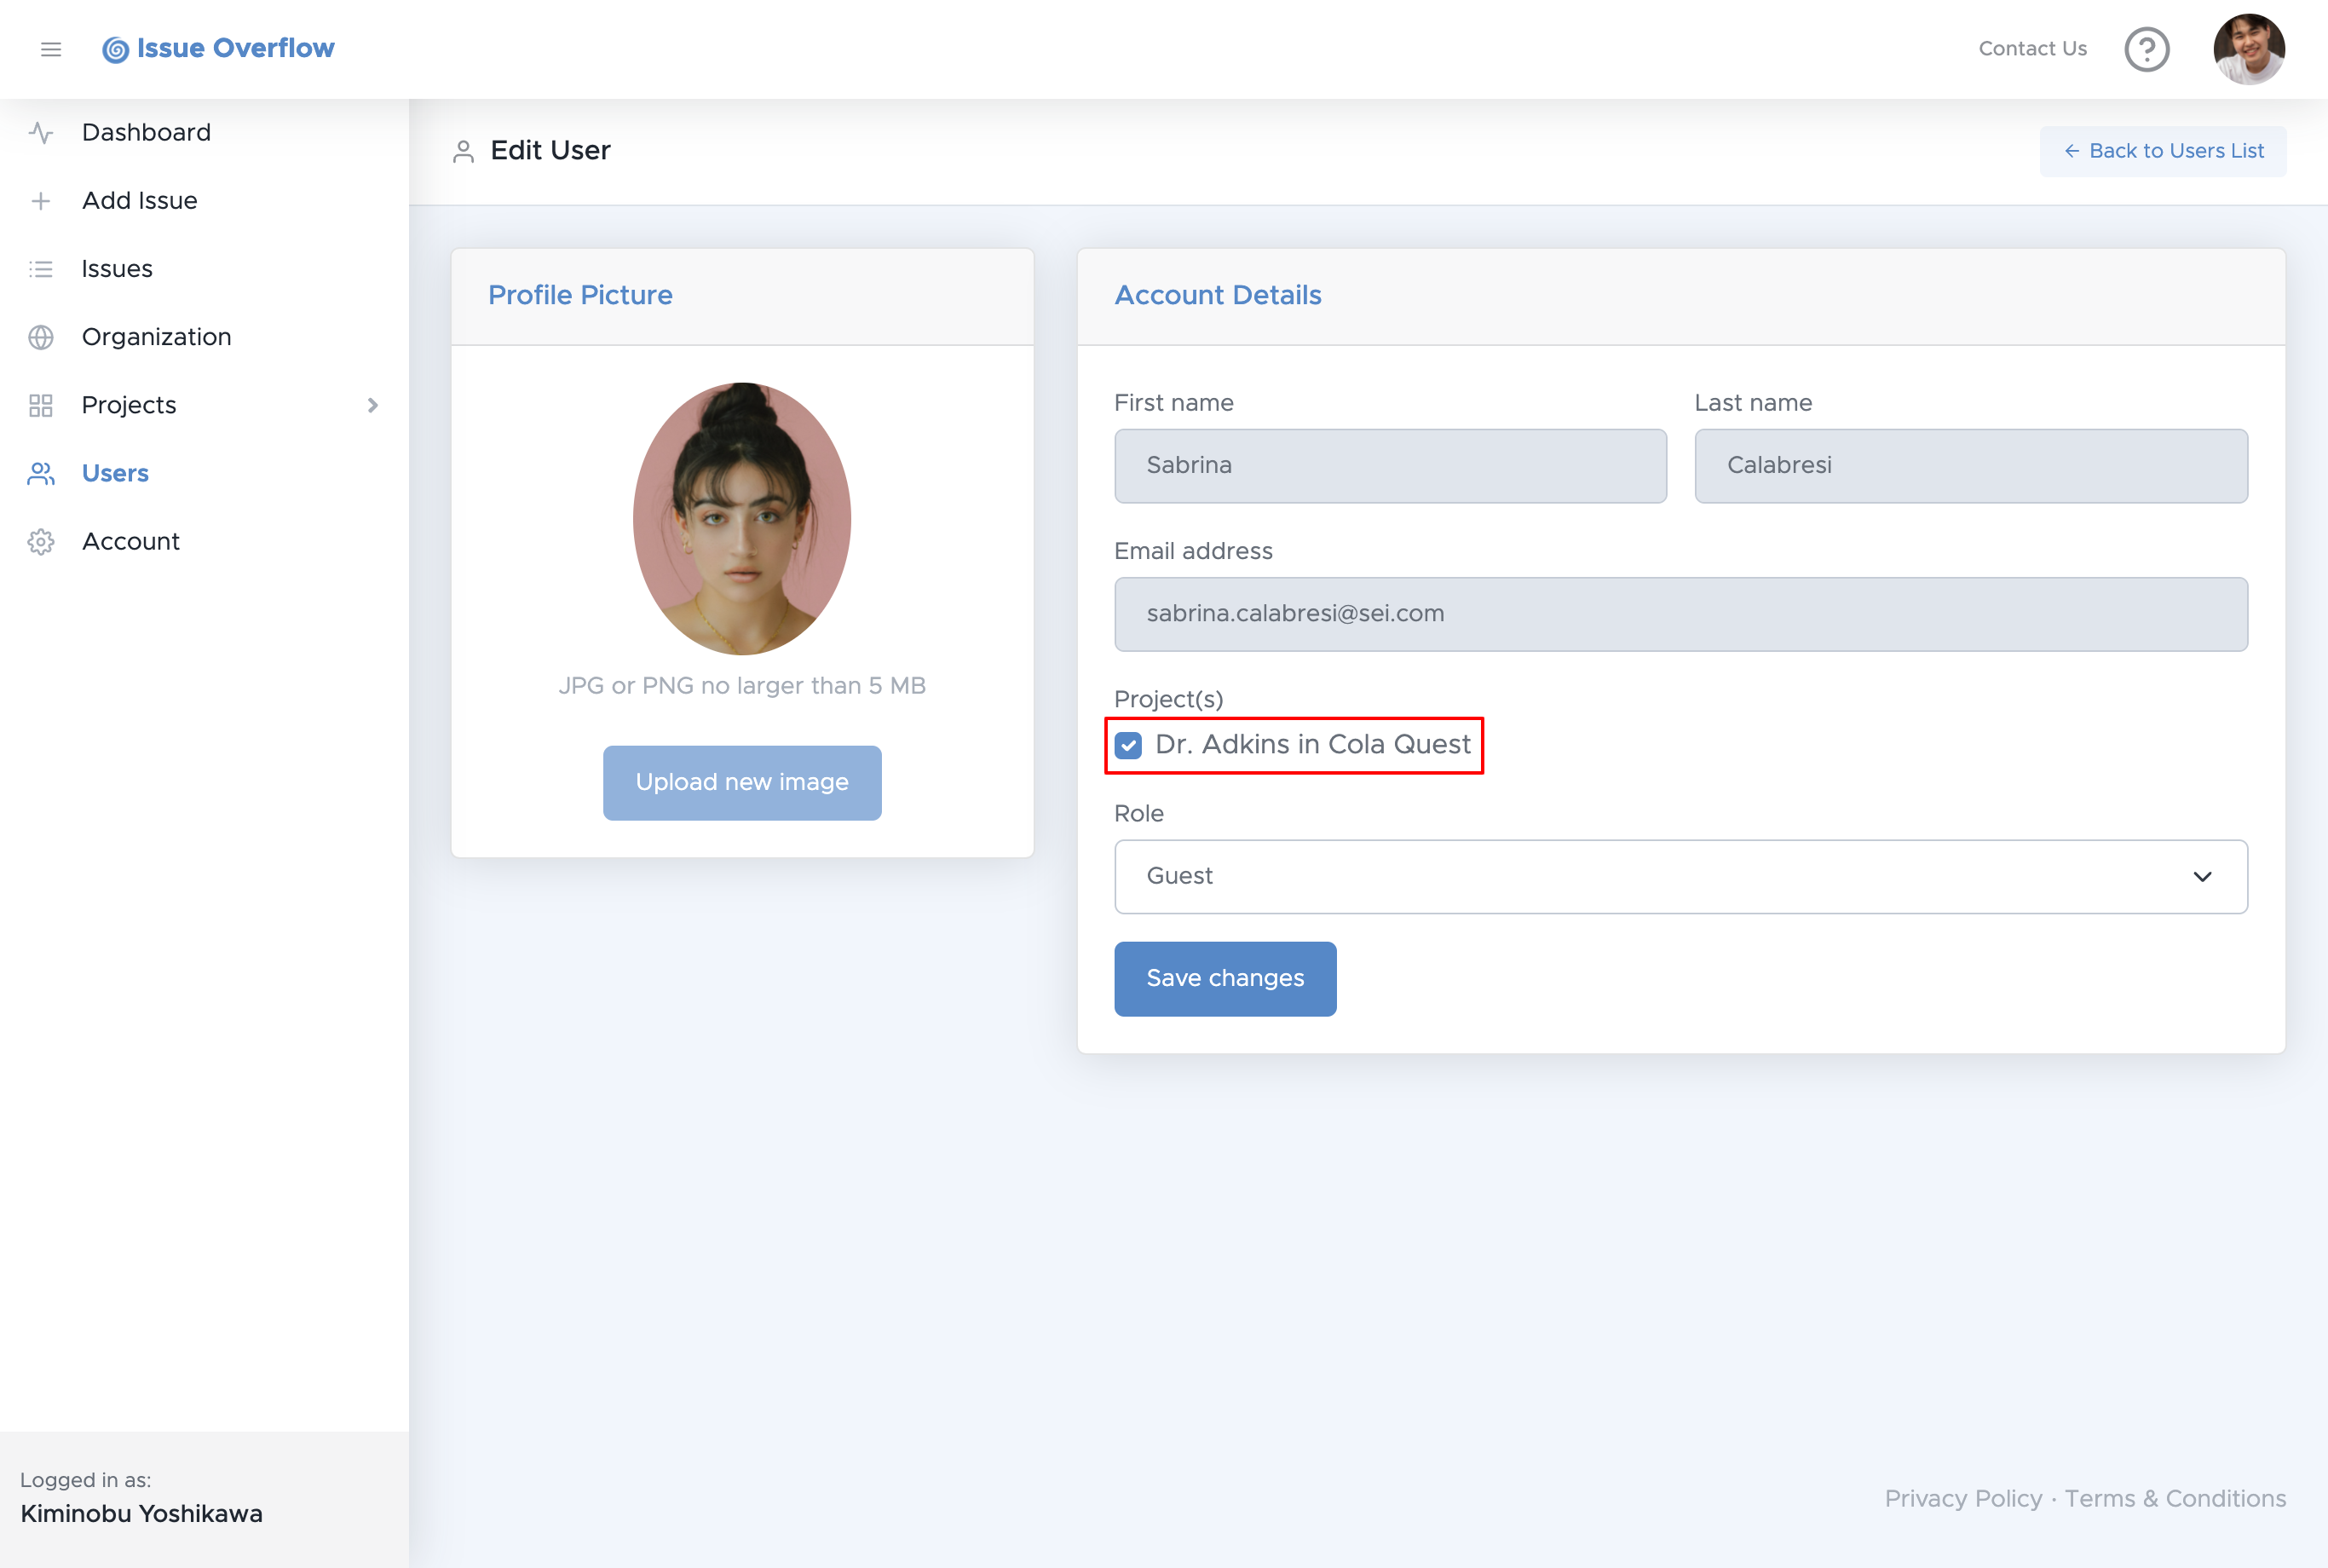 Issue Overflow
Contact Us
Dashboard
Add Issue
Issues
Organization
Projects
Users
Account
Edit User
Back to Users List
Profile Picture
JPG or PNG no larger than 5 MB
Upload new image
Account Details
First name
Last name
Sabrina
Calabresi
Email address
sabrina.calabresi@sei.com
Project(s)
Dr. Adkins in Cola Quest
Role
Guest
Save changes
Logged in as:
Kiminobu Yoshikawa
Privacy Policy · Terms & Conditions